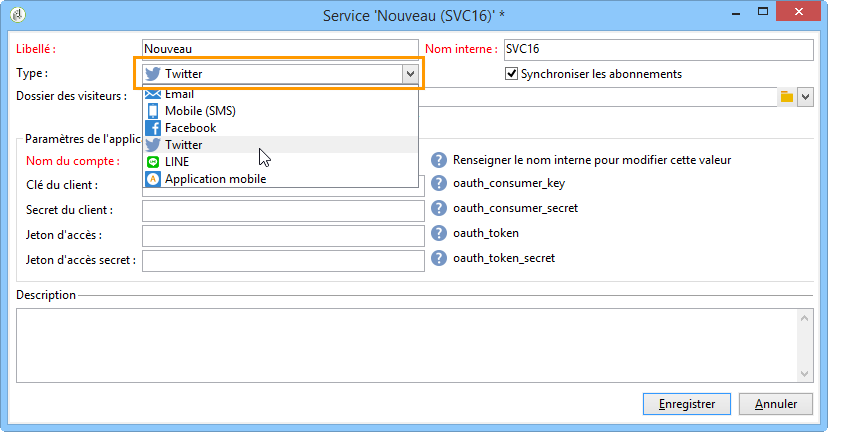 Service 'Nouveau (SVC16)' *
Libellé : Nouveau Nom interne : SVC16
Type : Twitter Synchroniser les abonnements
Dossier des visiteurs :
Email
Mobile (SMS)
Facebook
Twitter
LINE
Application mobile
Paramètres de l'applic
Nom du compte : Renseigner le nom interne pour modifier cette valeur
Clé du client : oauth_consumer_key
Secret du client : oauth_consumer_secret
Jeton d'accès : oauth_token
Jeton d'accès secret : oauth_token_secret
Description
Enregistrer Annuler